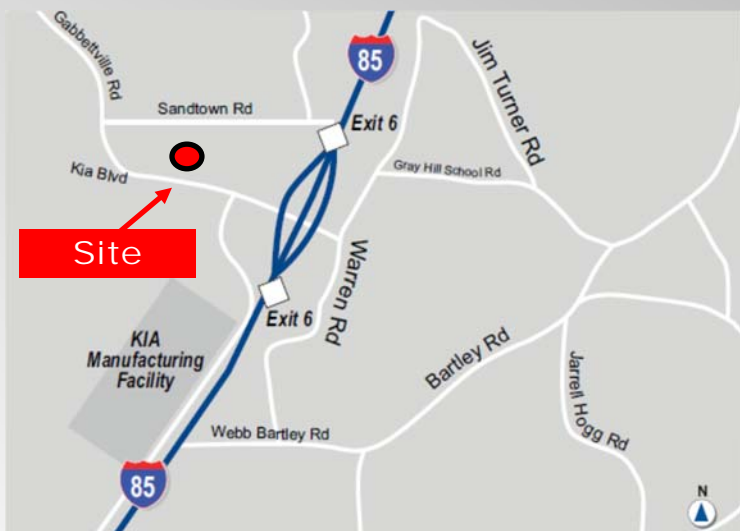 Gabbettville Rd
85
Jim Turner Rd
Sandtown Rd
Exit 6
Gray Hill School Rd
Kia Blvd
Site
Warren Rd
Exit 6
KIA
Manufacturing
Facility
Bartley Rd
Jarrell Hogg Rd
Webb Bartley Rd
85
N